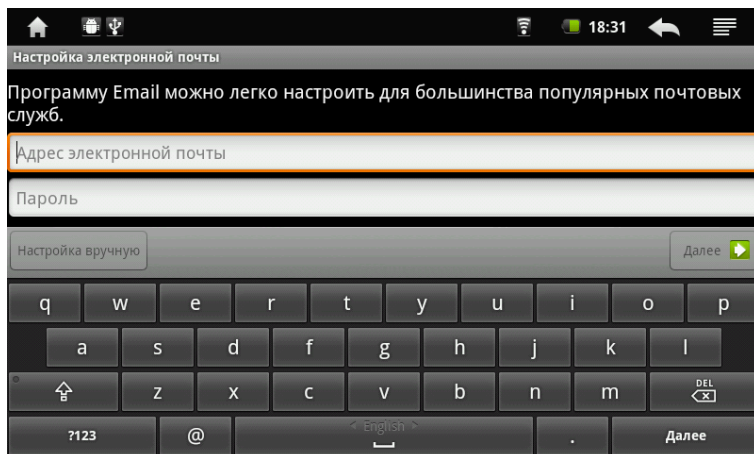 18:31
Настройка электронной почты
Программу Email можно легко настроить для большинства популярных почтовых
служб.
Адрес электронной почты
Пароль
Настройка вручную Далее
q w e r t y u i o p
a s d f g h j k l
z x c v b n m DEL
?123 @ English . Далее